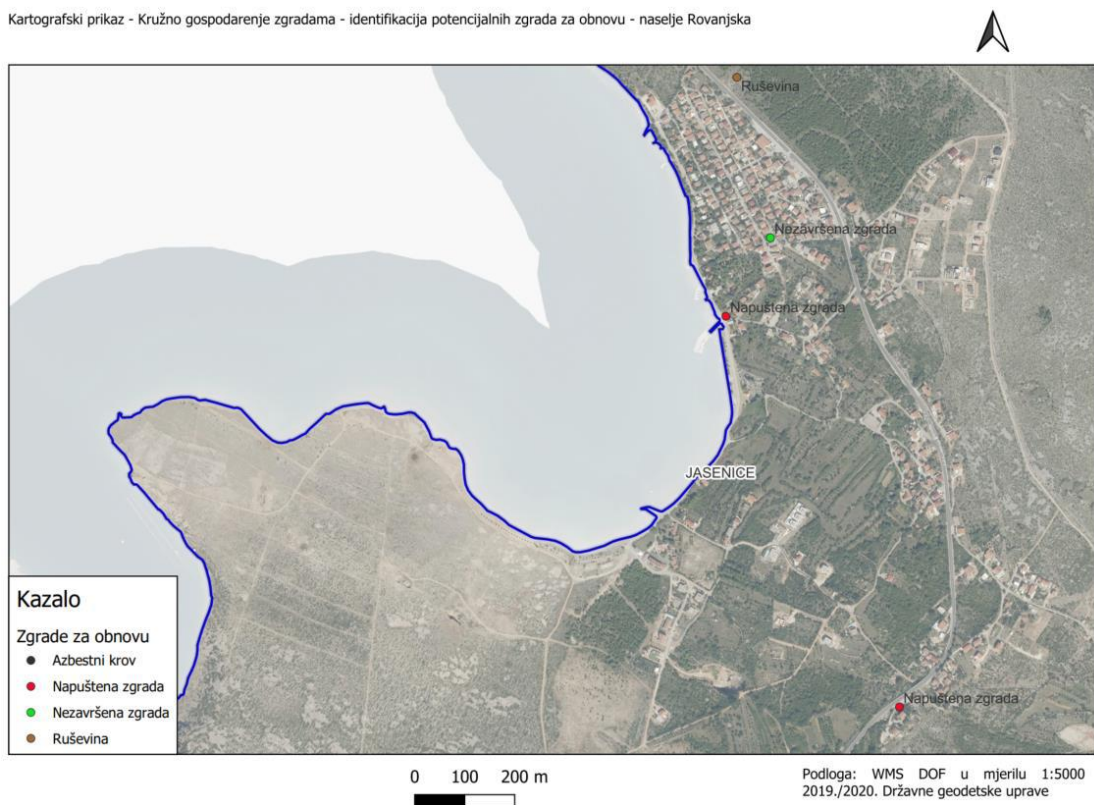 Kartografski prikaz - Kružno gospodarenje zgradama - identifikacija potencijalnih zgrada za obnovu - naselje Rovanjska
Ruševina
Nezavršena zgrada
Napuštena zgrada
JASENICE
Napuštena zgrada
Kazalo
Zgrade za obnovu
Azbestni krov
Napuštena zgrada
Nezavršena zgrada
Ruševina
0 100 200 m
Podloga: WMS DOF u mjerilu 1:5000
2019./2020. Državne geodetske uprave